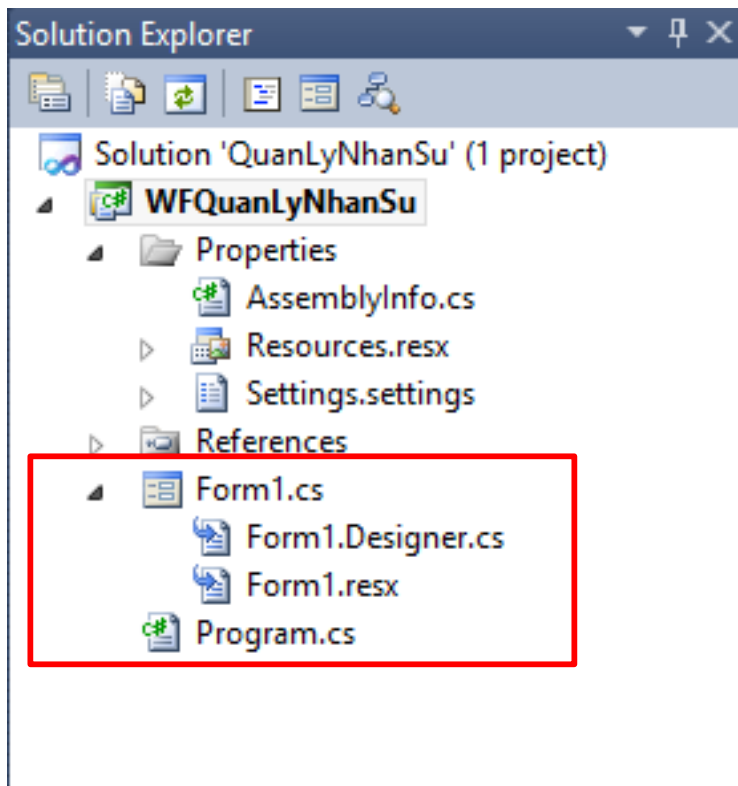 Solution Explorer
Solution 'QuanLyNhanSu' (1 project)
WFQuanLyNhanSu
Properties
AssemblyInfo.cs
Resources.resx
Settings.settings
References
Form1.cs
Form1.Designer.cs
Form1.resx
Program.cs